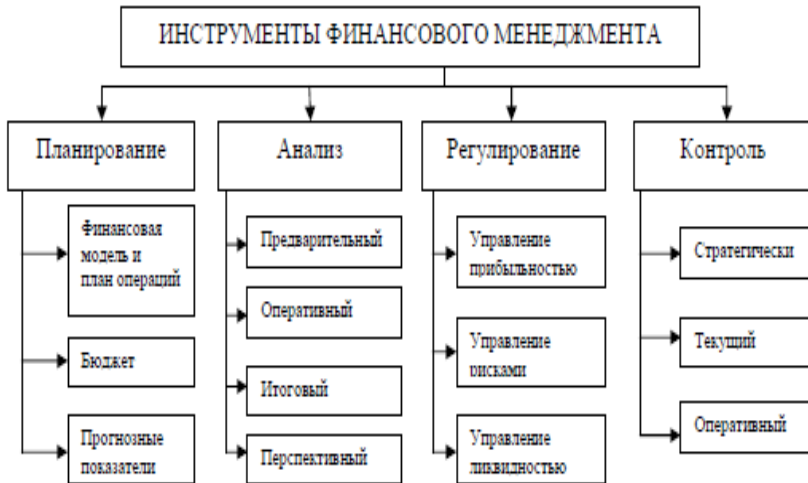 ИНСТРУМЕНТЫ ФИНАНСОВОГО МЕНЕДЖМЕНТА
Планирование
Финансовая
модель и
план операций
Бюджет
Прогнозные
показатели
Анализ
Предварительный
Оперативный
Итоговый
Перспективный
Регулирование
Управление
прибыльностью
Управление
рисками
Управление
ликвидностью
Контроль
Стратегически
Текущий
Оперативный